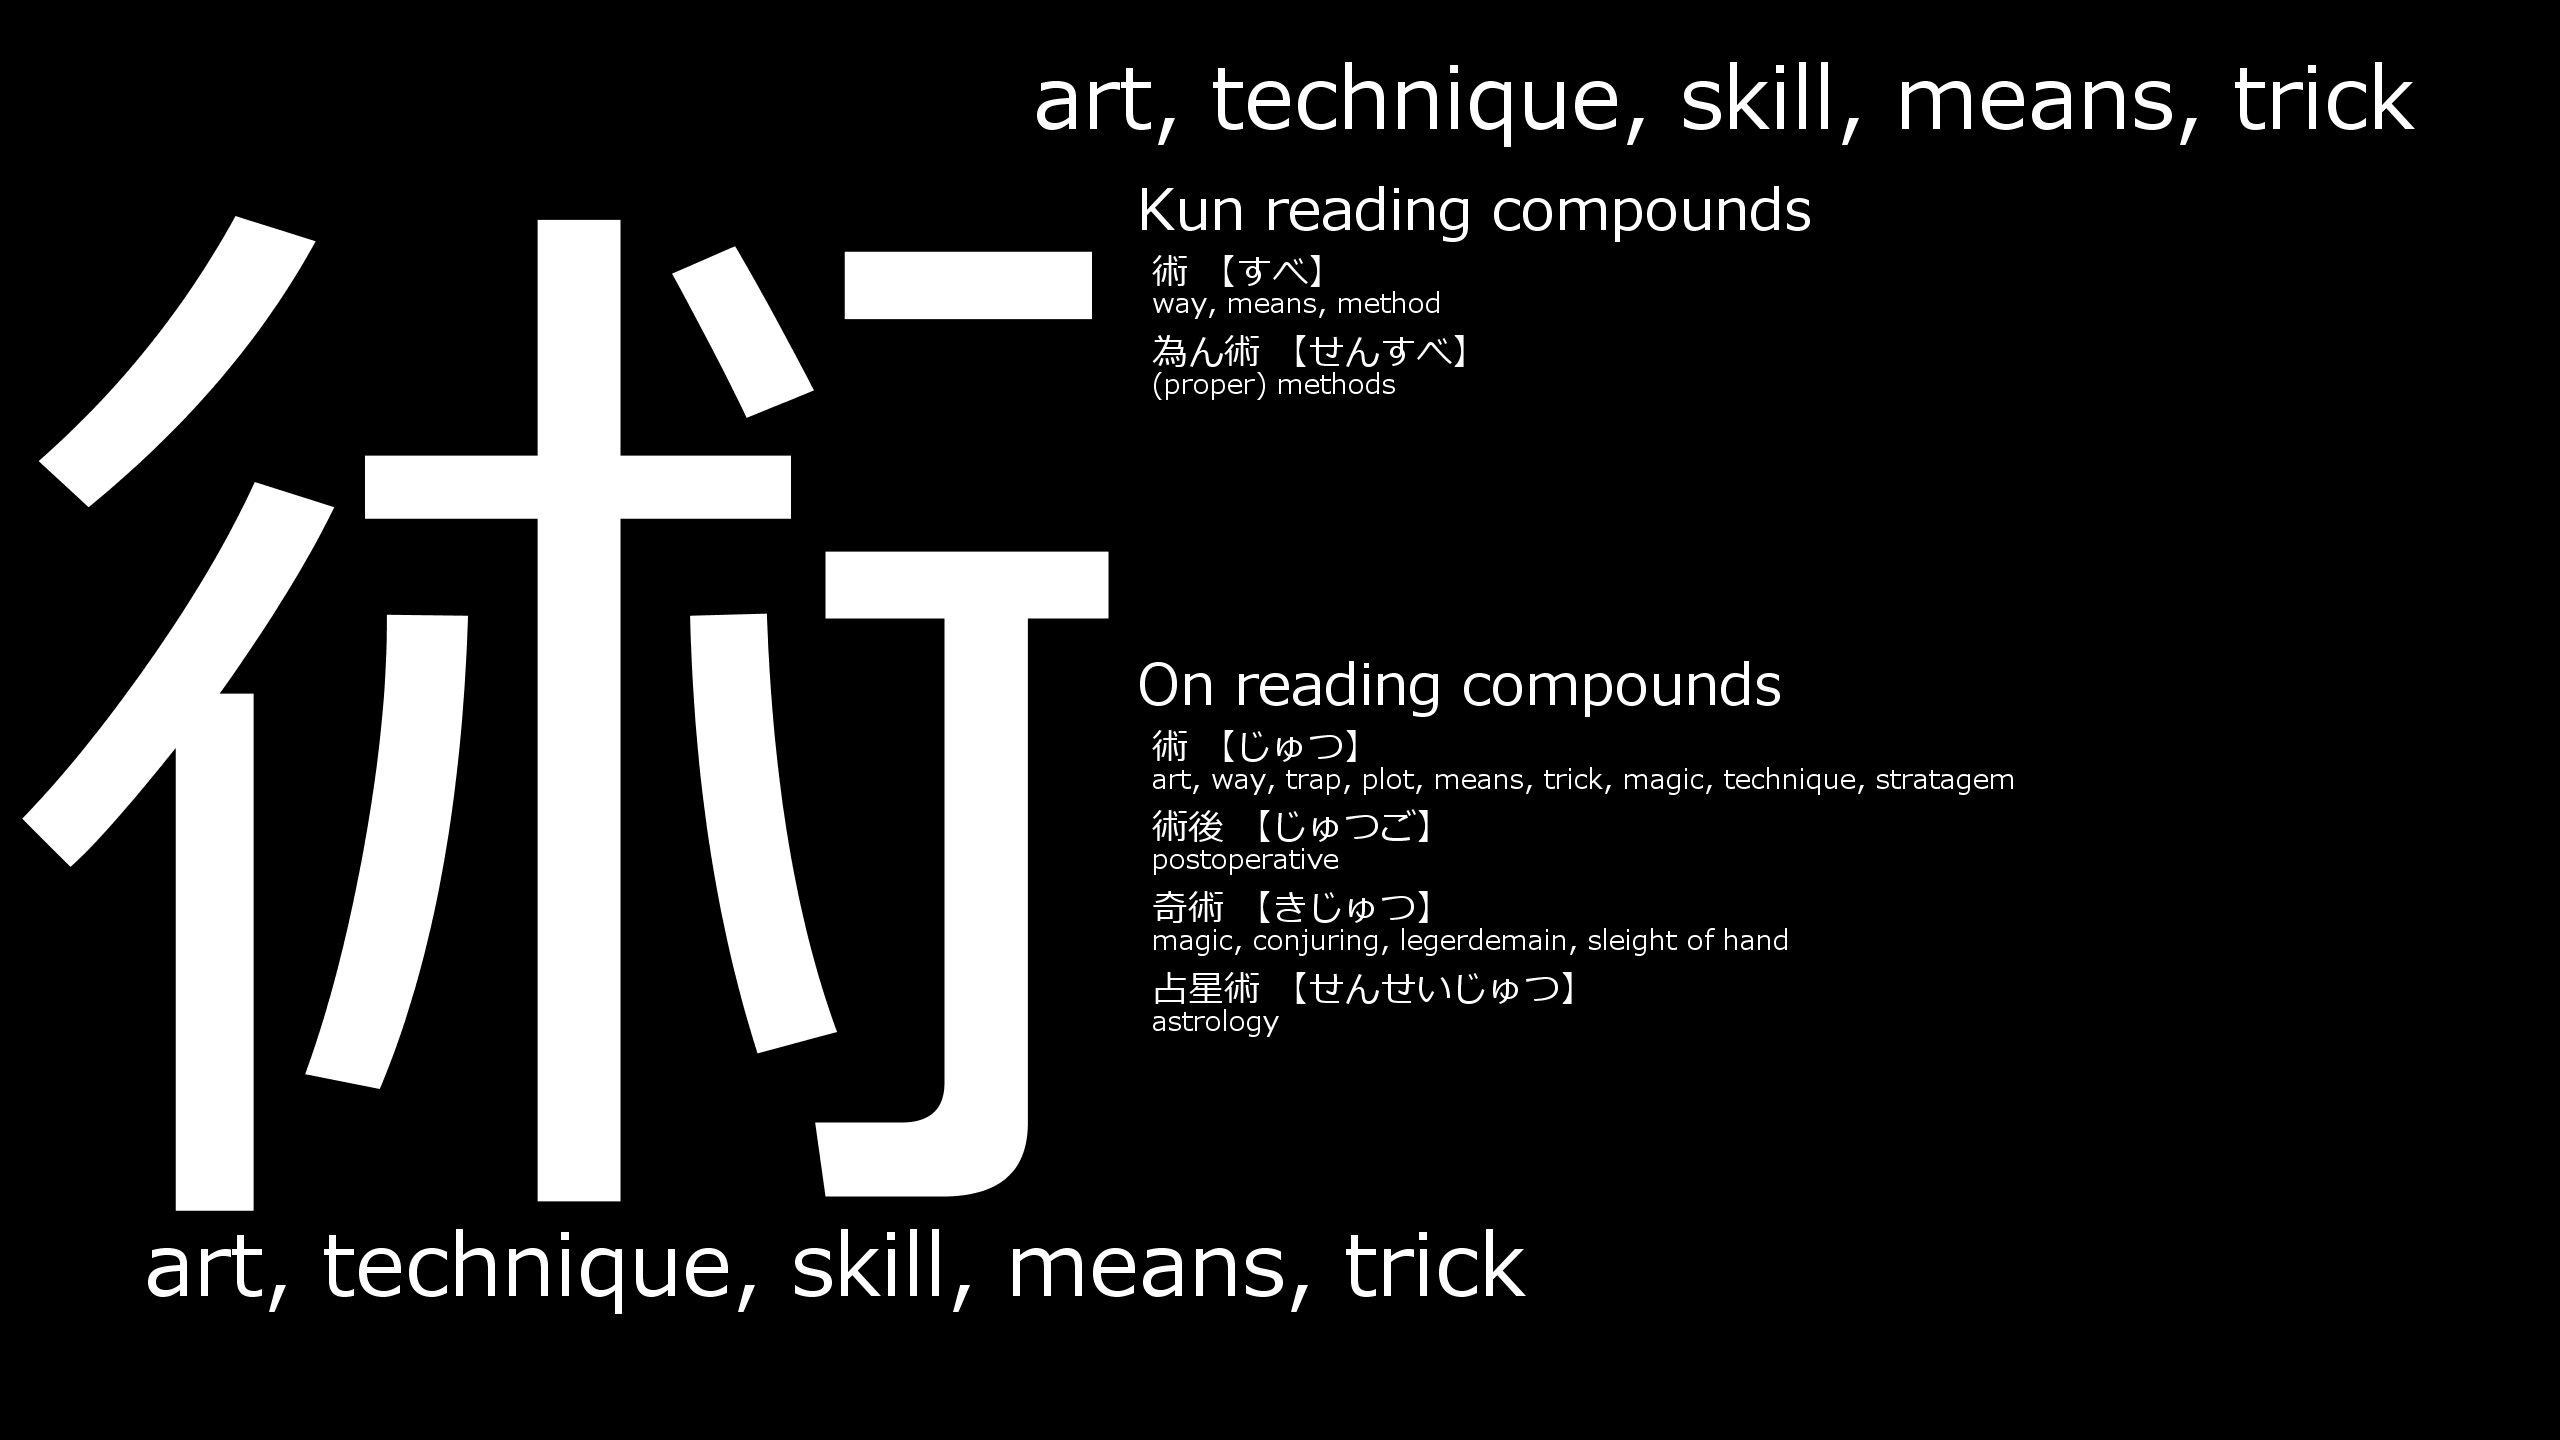 art, technique, skill, means, trick
術
Kun reading compounds
術 【すべ】
way, means, method
為ん術 【せんすべ】
(proper) methods
On reading compounds
術 【じゅつ】
art, way, trap, plot, means, trick, magic, technique, stratagem
術後 【じゅつご】
postoperative
奇術 【きじゅつ】
magic, conjuring, legerdemain, sleight of hand
占星術 【せんせいじゅつ】
astrology
art, technique, skill, means, trick